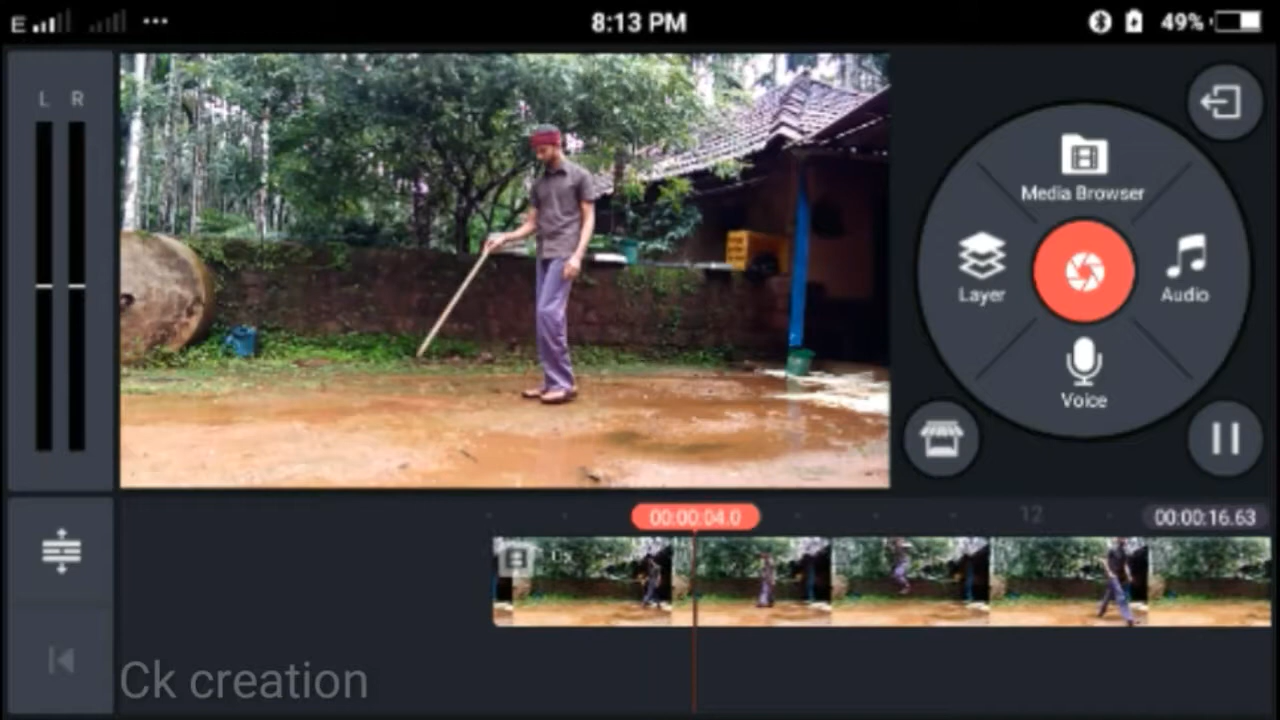 E
8:13 PM
49%
L R
Media Browser
Layer
Audio
Voice
00:00:04.0
12
00:00:16.63
Ck creation